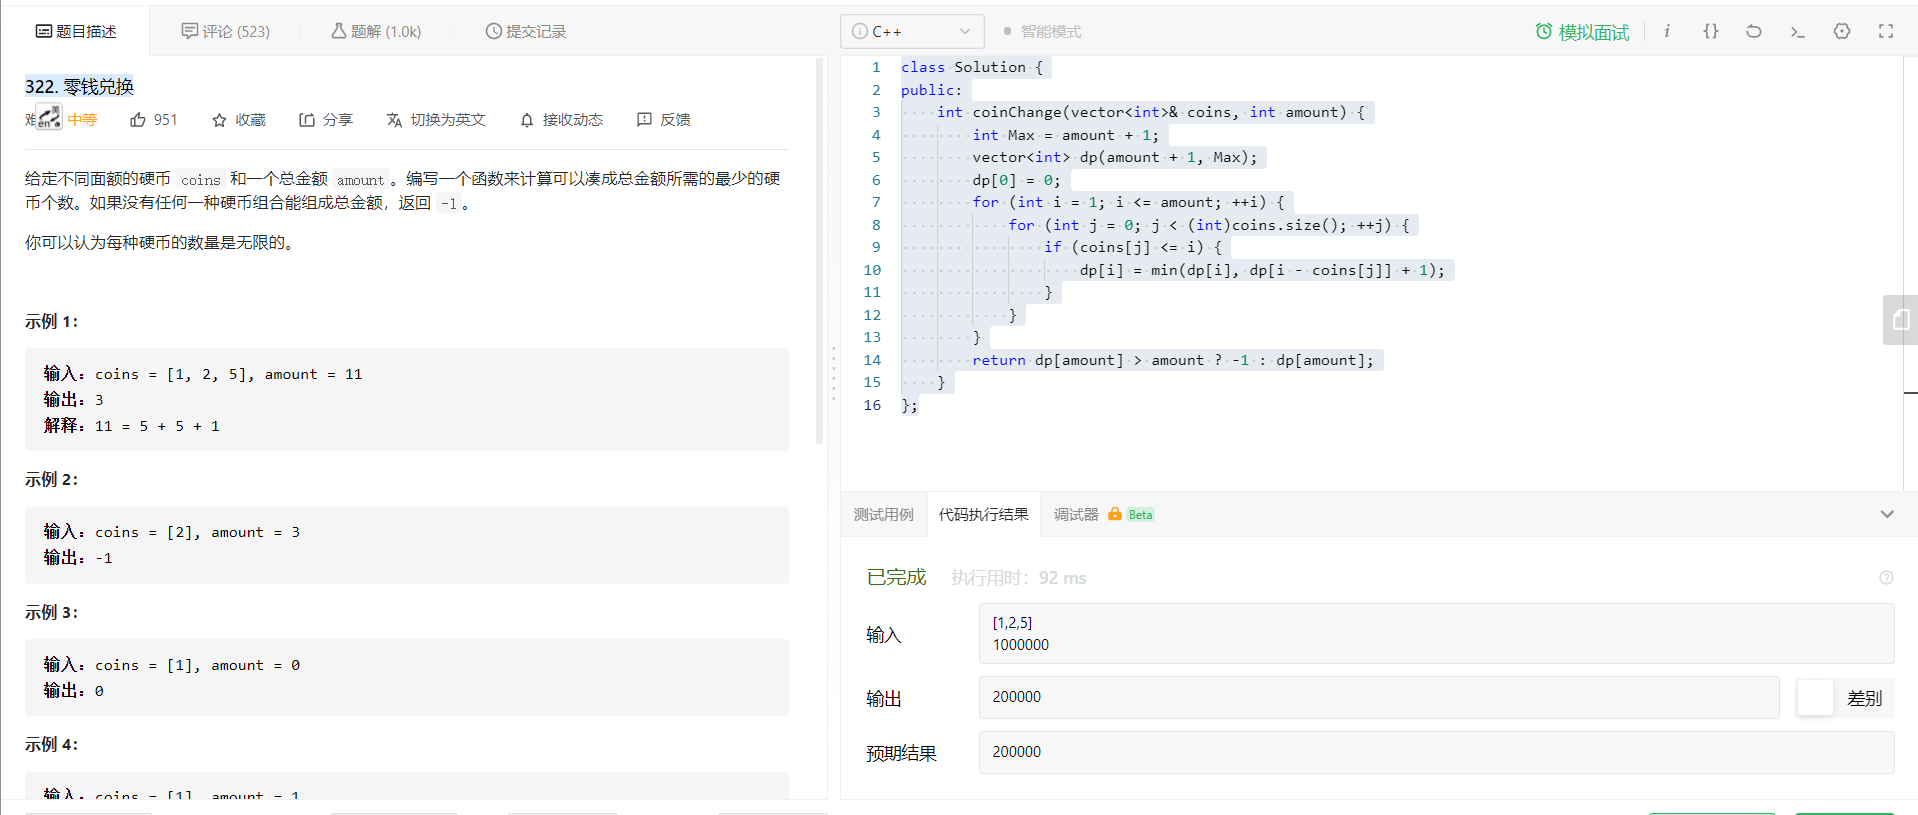 题目描述
评论 (523)
题解 (1.0k)
提交记录
322. 零钱兑换
难
英
en
中等
951
收藏
分享
切换为英文
接收动态
反馈
给定不同面额的硬币 coins 和一个总金额 amount。编写一个函数来计算可以凑成总金额所需的最少的硬
币个数。如果没有任何一种硬币组合能组成总金额，返回 -1。
你可以认为每种硬币的数量是无限的。
示例 1：
输入：coins = [1, 2, 5], amount = 11
输出：3
解释：11 = 5 + 5 + 1
示例 2：
输入：coins = [2], amount = 3
输出：-1
示例 3：
输入：coins = [1], amount = 0
输出：0
示例 4：
输入：coins = [1], amount = 1
C++
智能模式
模拟面试
1 class Solution {
2 public:
3     int coinChange(vector<int>& coins, int amount) {
4         int Max = amount + 1;
5         vector<int> dp(amount + 1, Max);
6         dp[0] = 0;
7         for (int i = 1; i <= amount; ++i) {
8             for (int j = 0; j < (int)coins.size(); ++j) {
9                 if (coins[j] <= i) {
10                     dp[i] = min(dp[i], dp[i - coins[j]] + 1);
11                 }
12             }
13         }
14         return dp[amount] > amount ? -1 : dp[amount];
15     }
16 };
测试用例
代码执行结果
调试器 Beta
已完成
执行用时：92 ms
输入
[1,2,5]
1000000
输出
200000
差别
预期结果
200000